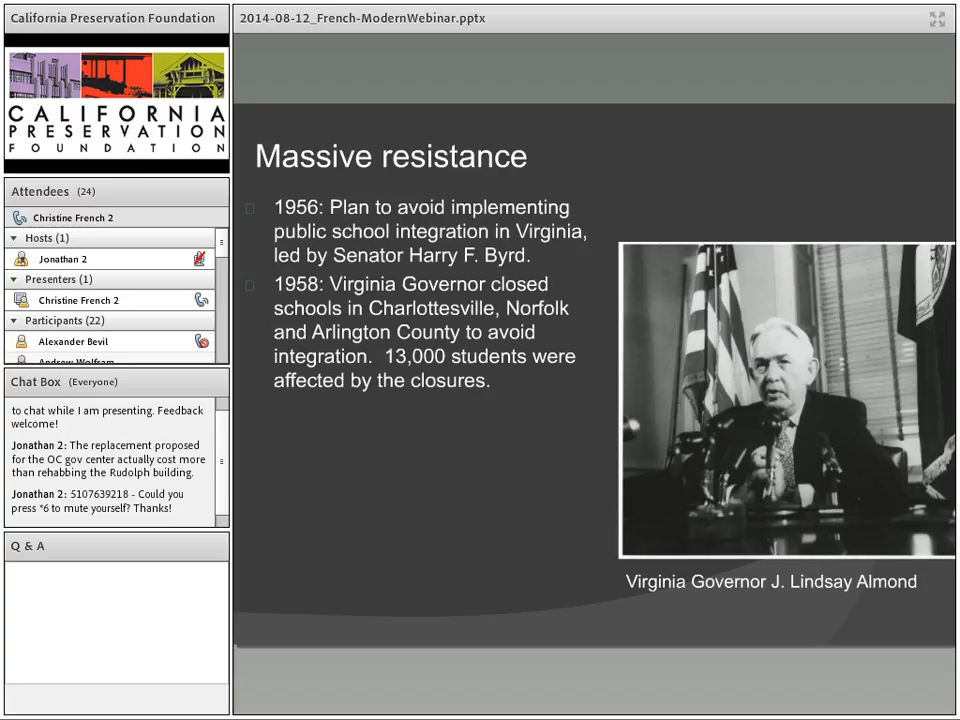 California Preservation Foundation
CALIFORNIA
PRESERVATION
FOUNDATION
Attendees (24)
Christine French 2
Hosts (1)
Jonathan 2
Presenters (1)
Christine French 2
Participants (22)
Alexander Bevil
Andrew Wolfram
Chat Box (Everyone)
to chat while I am presenting. Feedback
welcome!
Jonathan 2: The replacement proposed
for the OC gov center actually cost more
than rehabbing the Rudolph building.
Jonathan 2: 5107639218 - Could you
press *6 to mute yourself? Thanks!
Q & A
2014-08-12_French-ModernWebinar.pptx
Massive resistance
1956: Plan to avoid implementing
public school integration in Virginia,
led by Senator Harry F. Byrd.
1958: Virginia Governor closed
schools in Charlottesville, Norfolk
and Arlington County to avoid
integration. 13,000 students were
affected by the closures.
Virginia Governor J. Lindsay Almond